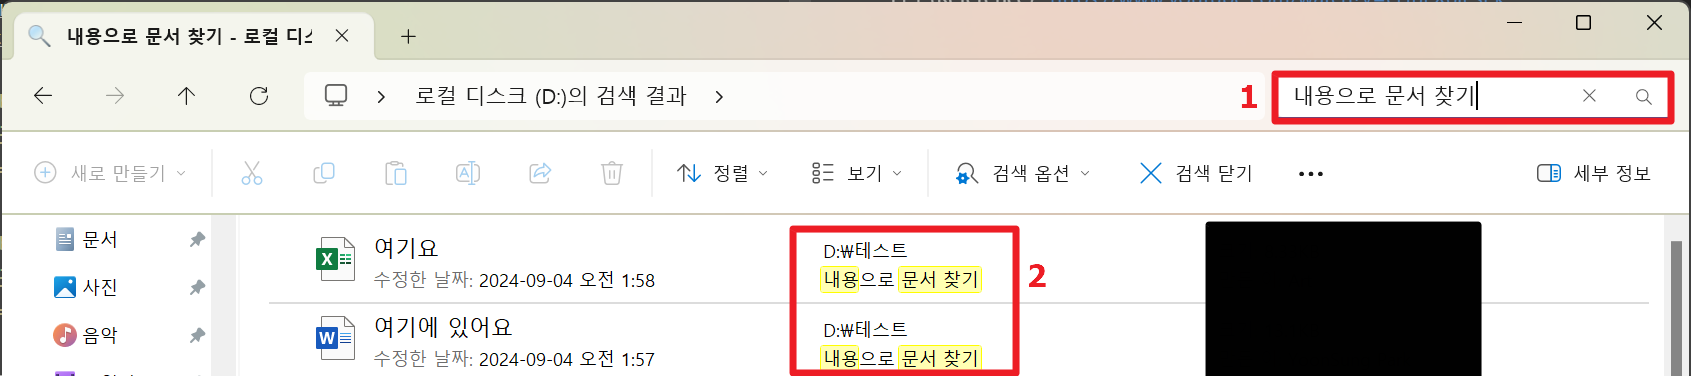 내용으로 문서 찾기 - 로컬 디스
로컬 디스크 (D:)의 검색 결과
1
내용으로 문서 찾기
새로 만들기
정렬
보기
검색 옵션
검색 닫기
세부 정보
문서
사진
음악
여기요
수정한 날짜: 2024-09-04 오전 1:58
D:₩테스트
내용으로 문서 찾기
2
여기에 있어요
수정한 날짜: 2024-09-04 오전 1:57
D:₩테스트
내용으로 문서 찾기